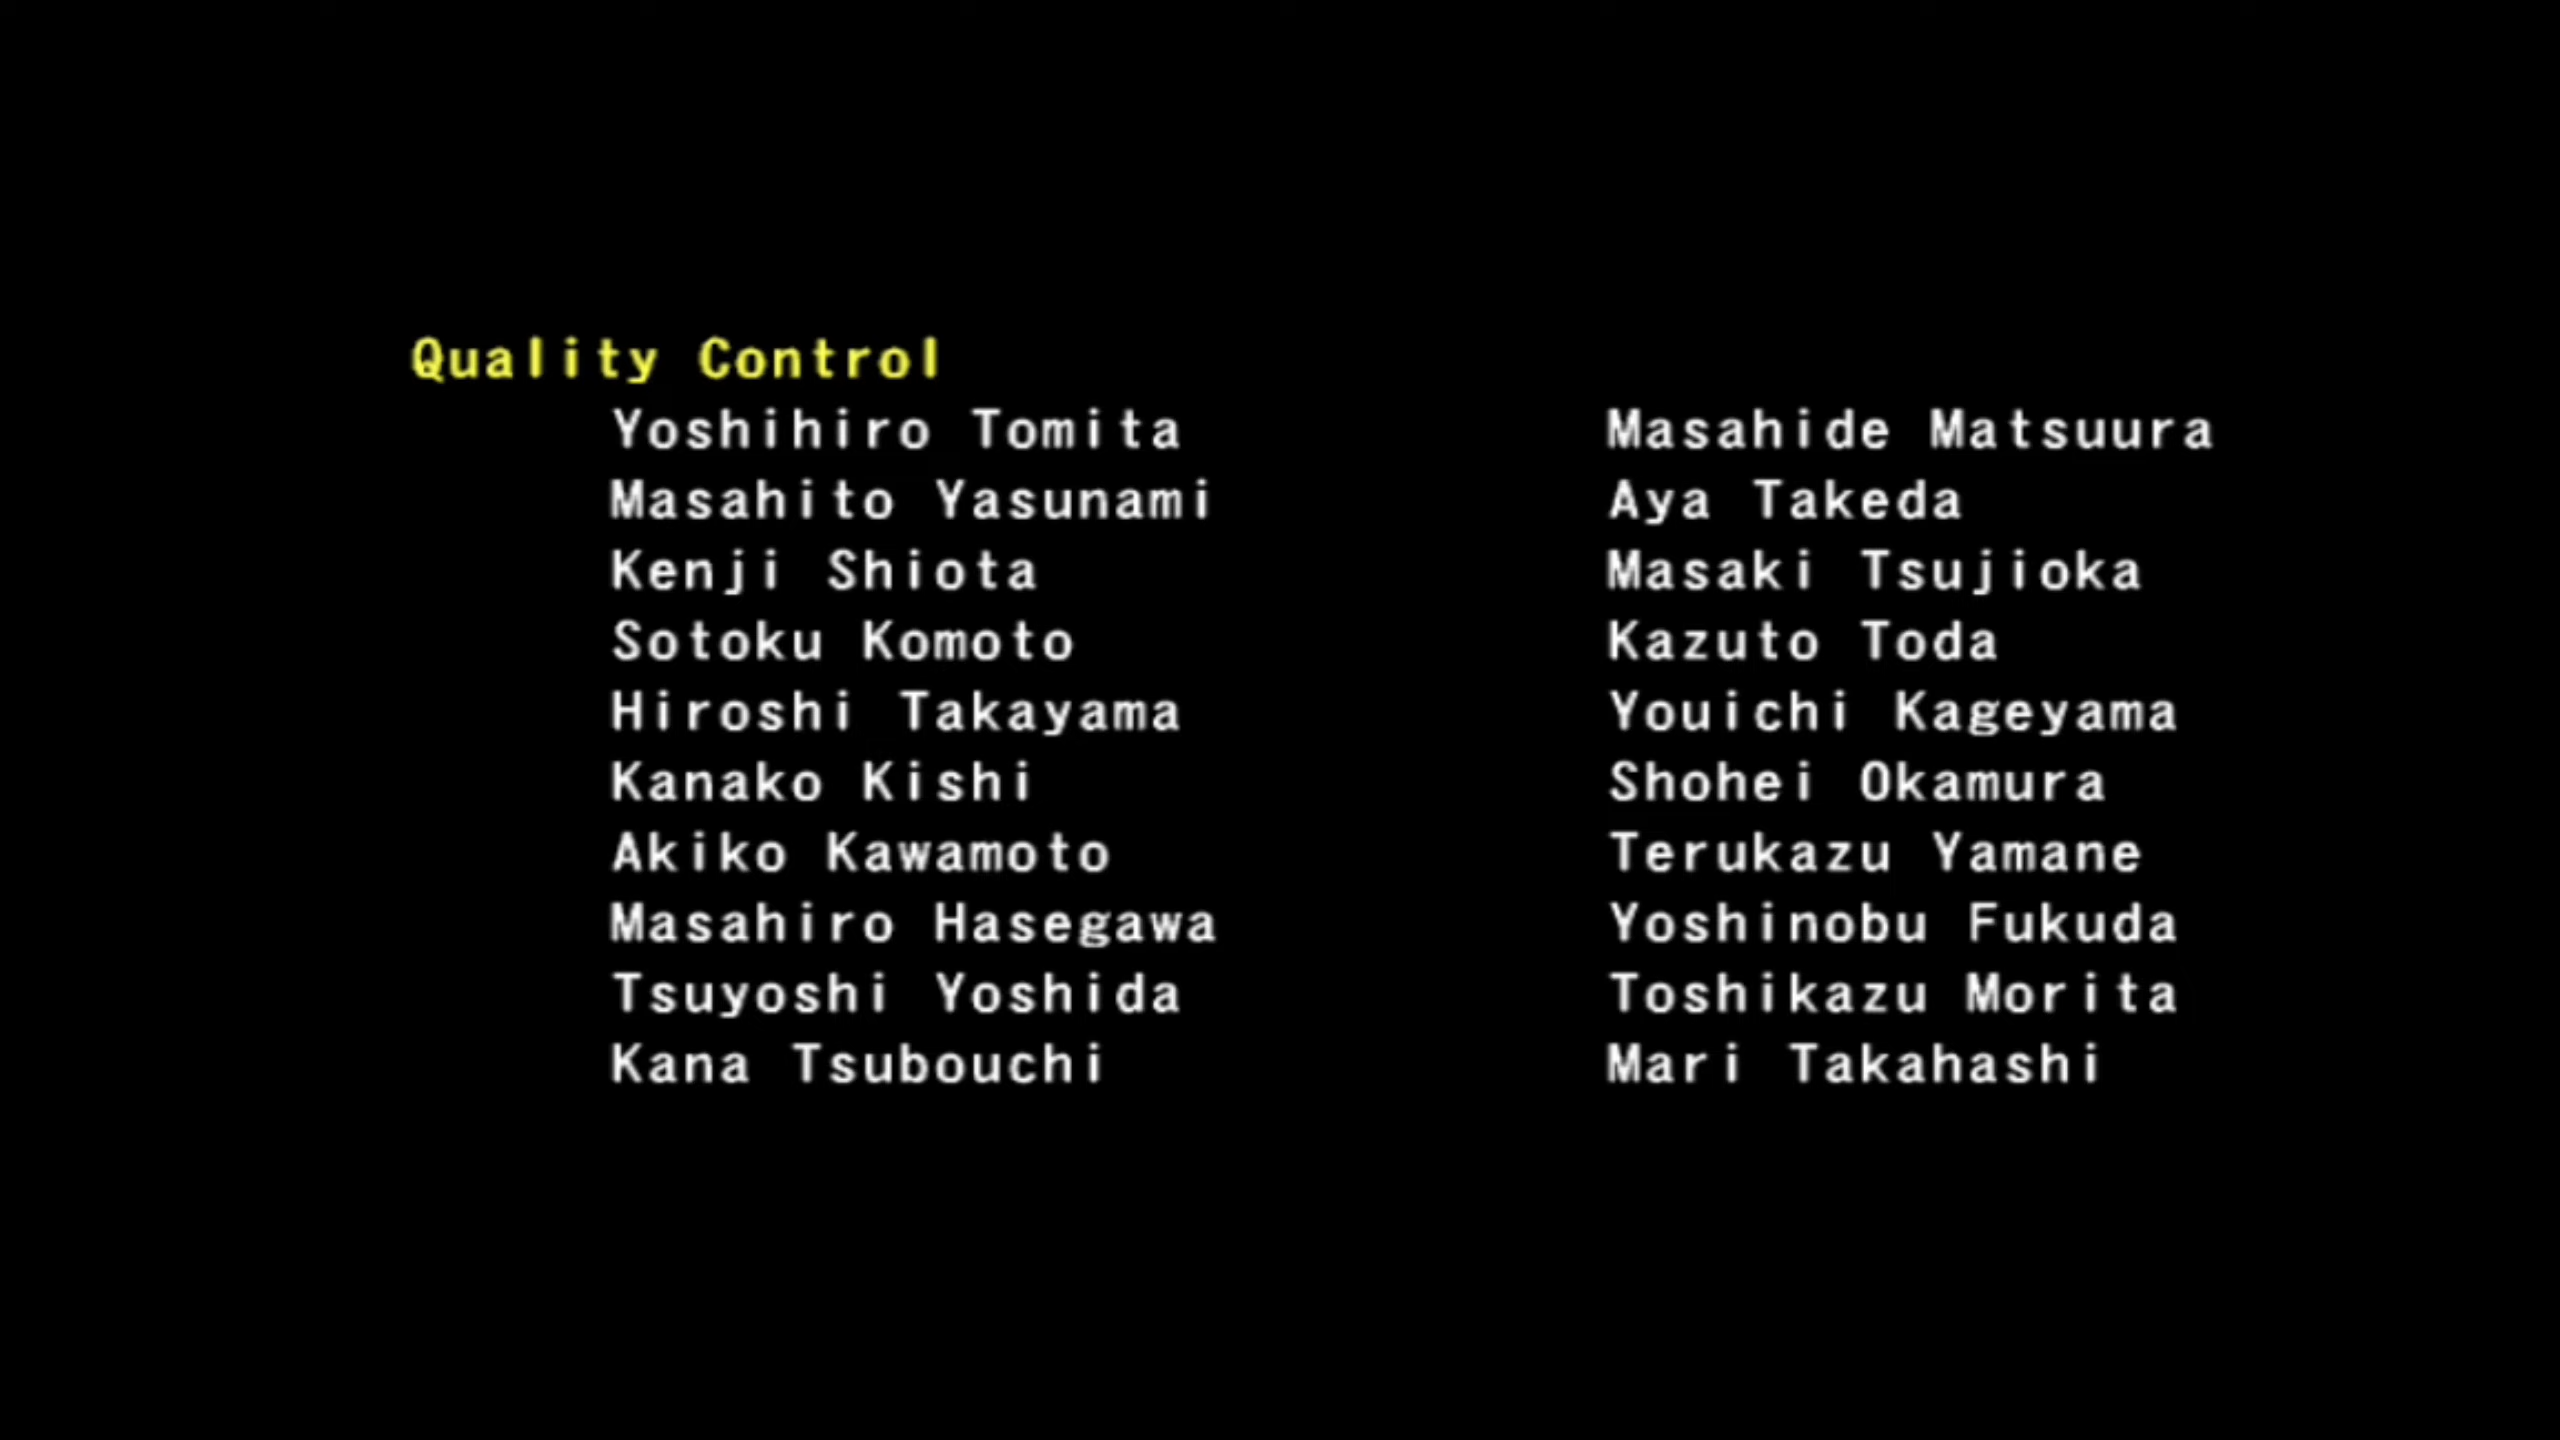 Quality Control
Yoshihiro Tomita
Masahito Yasunami
Kenji Shiota
Sotoku Komoto
Hiroshi Takayama
Kanako Kishi
Akiko Kawamoto
Masahiro Hasegawa
Tsuyoshi Yoshida
Kana Tsubouchi
Masahide Matsuura
Aya Takeda
Masaki Tsujioka
Kazuto Toda
Youichi Kageyama
Shohei Okamura
Terukazu Yamane
Yoshinobu Fukuda
Toshikazu Morita
Mari Takahashi